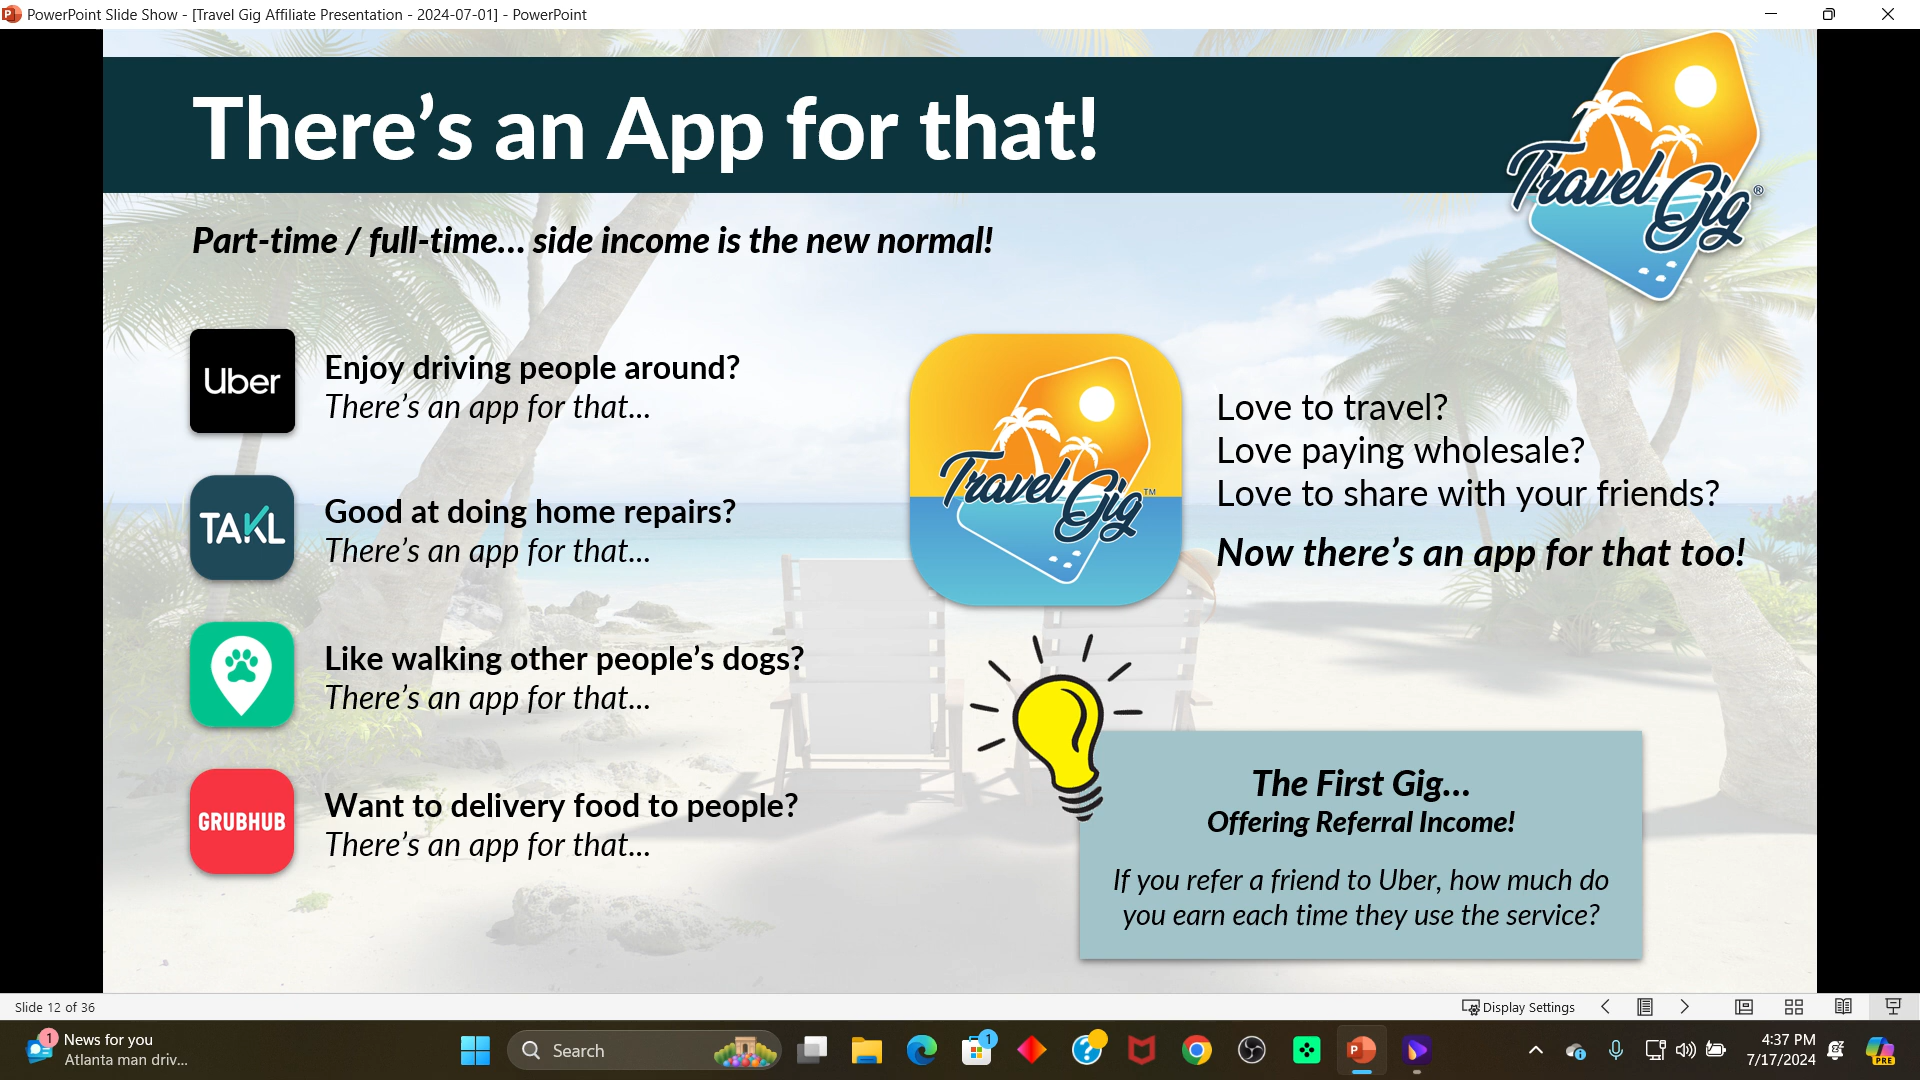 PowerPoint Slide Show - [Travel Gig Affiliate Presentation - 2024-07-01] - PowerPoint
There's an App for that!
Travel Gig®
Part-time / full-time... side income is the new normal!
Uber
Enjoy driving people around?
There's an app for that...
TAKL
Good at doing home repairs?
There's an app for that...
Like walking other people's dogs?
There's an app for that...
GRUBHUB
Want to delivery food to people?
There's an app for that...
Travel Gig™
Love to travel?
Love paying wholesale?
Love to share with your friends?
Now there's an app for that too!
The First Gig...
Offering Referral Income!
If you refer a friend to Uber, how much do
you earn each time they use the service?
Slide 12 of 36
Display Settings
1
News for you
Atlanta man driv...
Search
1
4:37 PM
7/17/2024
PRE